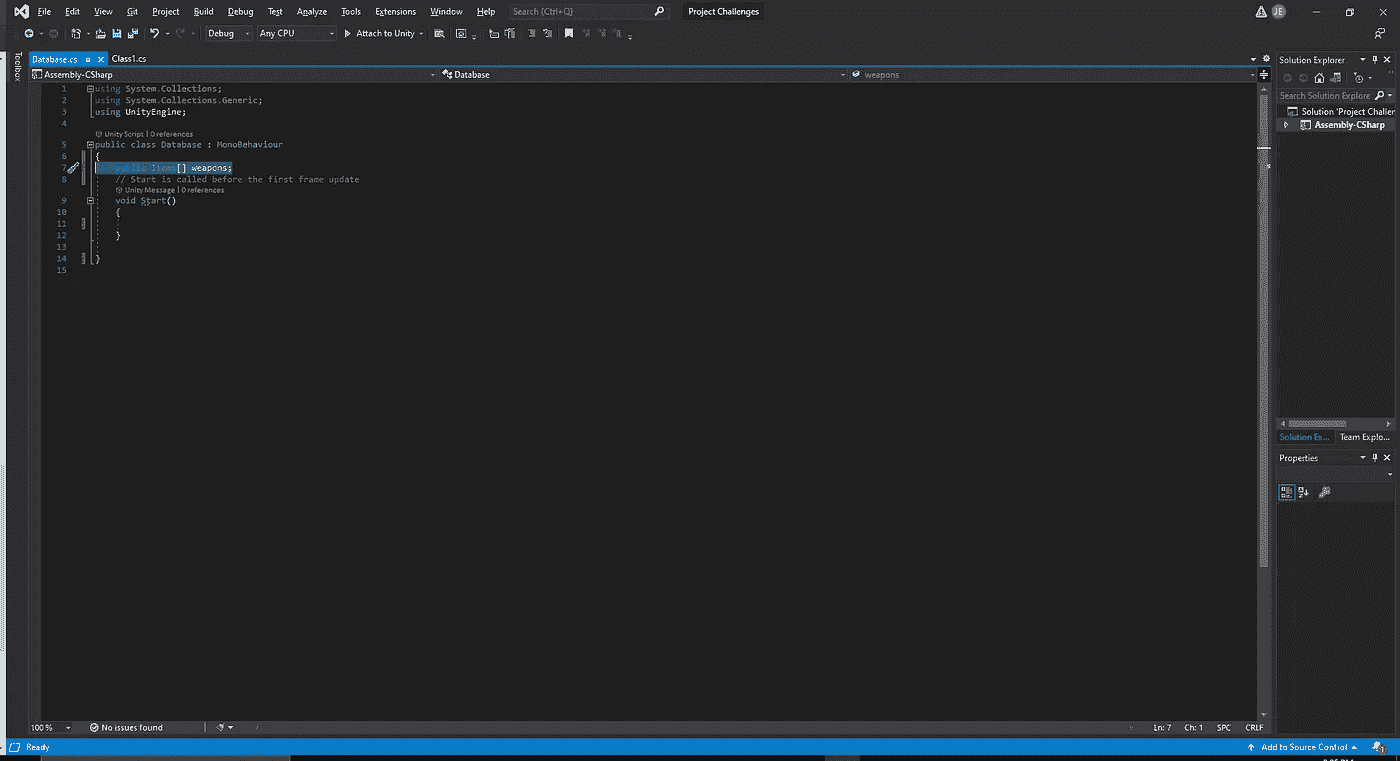 File Edit View Git Project Build Debug Test Analyze Tools Extensions Window Help Search (Ctrl+Q) Project Challenges JE
Debug Any CPU Attach to Unity
Toolbox
Database.cs Class1.cs
Assembly-CSharp Database weapons
1 using System.Collections;
2 using System.Collections.Generic;
3 using UnityEngine;
4
Unity Script | 0 references
5 public class Database : MonoBehaviour
6 {
7 public Item[] weapons;
8 // Start is called before the first frame update
Unity Message | 0 references
9 void Start()
10 {
11
12 }
13
14 }
15
Solution Explorer
Search Solution Explore
Solution 'Project Challer
Assembly-CSharp
Solution Ex... Team Explo...
Properties
100 % No issues found Ln: 7 Ch: 1 SPC CRLF
Ready Add to Source Control 1